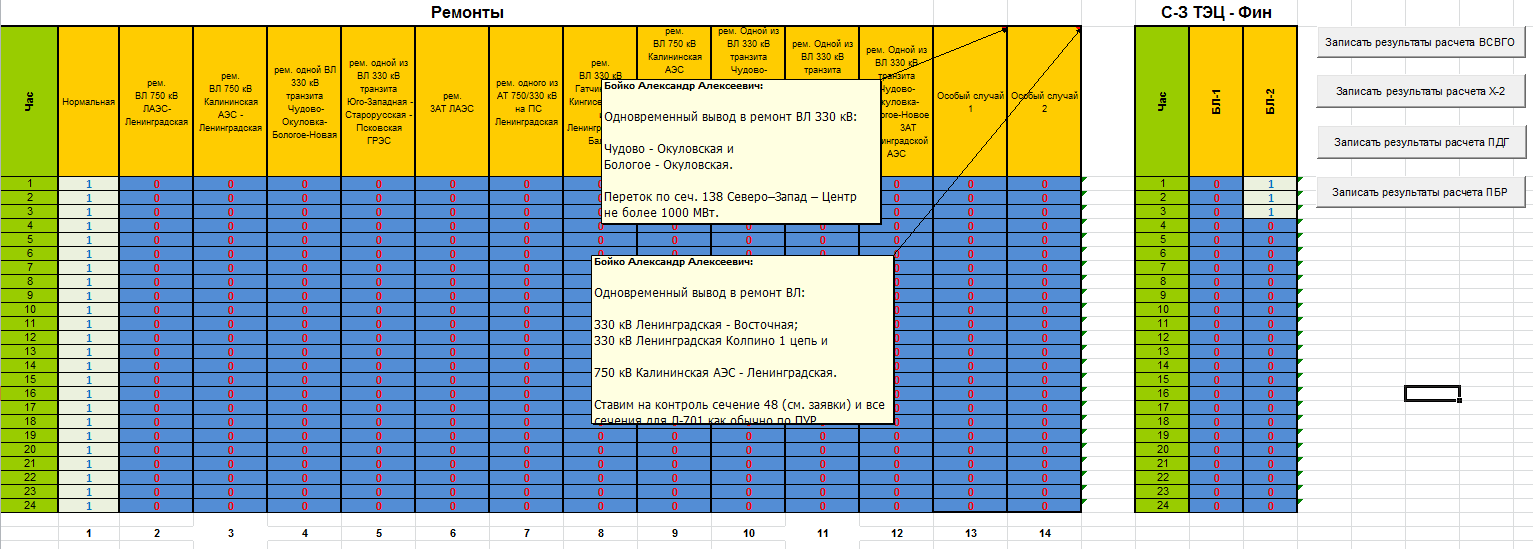 Ремонты
С-З ТЭЦ - Фин
Час
Нормальная
рем.
ВЛ 750 кВ
ЛАЭС-
Ленинградская
рем.
ВЛ 750 кВ
Калининская
АЭС -
Ленинградская
рем. одной ВЛ
330 кВ
транзита
Чудово-
Окуловка-
Бологое-Новая
рем. одной из
ВЛ 330 кВ
транзита
Юго-Западная -
Старорусская -
Псковская
ГРЭС
рем.
3АТ ЛАЭС
рем. одного из
АТ 750/330 кВ
на ПС
Ленинградская
рем.
ВЛ 330 кВ
рем.
ВЛ 750 кВ
Калининская
АЭС
рем. Одной из
ВЛ 330 кВ
транзита
Чудово-
рем. Одной из
ВЛ 330 кВ
транзита
рем. Одной из
ВЛ 330 кВ
транзита
АЭС
Особый случай
1
Особый случай
2
Бойко Александр Алексеевич:
Одновременный вывод в ремонт ВЛ 330 кВ:
Чудово - Окуловская и
Бологое - Окуловская.
Переток по сеч. 138 Северо–Запад – Центр
не более 1000 МВт.
Бойко Александр Алексеевич:
Одновременный вывод в ремонт ВЛ:
330 кВ Ленинградская - Восточная;
330 кВ Ленинградская Колпино 1 цепь и
750 кВ Калининская АЭС - Ленинградская.
Ставим на контроль сечение 48 (см. заявки) и все
сечения для Л-701 как обычно по ПУР
Час
БЛ-1
БЛ-2
Записать результаты расчета ВСВГО
Записать результаты расчета X-2
Записать результаты расчета ПДГ
Записать результаты расчета ПБР
1 1 0 0 0 0 0 0 0 0 0 0 0 0 0 1 0 1
2 1 0 0 0 0 0 0 0 0 0 0 2 0 1
3 1 0 0 0 0 0 0 0 0 0 0 3 0 1
4 1 0 0 0 0 0 0 0 0 0 0 0 0 0 4 0 0
5 1 0 0 0 0 0 0 0 0 0 0 0 0 0 5 0 0
6 1 0 0 0 0 0 0 0 0 0 0 0 0 0 6 0 0
7 1 0 0 0 0 0 0 0 0 0 7 0 0
8 1 0 0 0 0 0 0 0 0 0 8 0 0
9 1 0 0 0 0 0 0 0 0 0 9 0 0
10 1 0 0 0 0 0 0 0 0 0 10 0 0
11 1 0 0 0 0 0 0 0 0 0 11 0 0
12 1 0 0 0 0 0 0 0 0 0 12 0 0
13 1 0 0 0 0 0 0 0 0 0 13 0 0
14 1 0 0 0 0 0 0 0 0 0 14 0 0
15 1 0 0 0 0 0 0 0 0 0 15 0 0
16 1 0 0 0 0 0 0 0 0 0 16 0 0
17 1 0 0 0 0 0 0 0 0 0 17 0 0
18 1 0 0 0 0 0 0 0 0 0 18 0 0
19 1 0 0 0 0 0 0 0 0 0 0 0 0 0 19 0 0
20 1 0 0 0 0 0 0 0 0 0 0 0 0 0 20 0 0
21 1 0 0 0 0 0 0 0 0 0 0 0 0 0 21 0 0
22 1 0 0 0 0 0 0 0 0 0 0 0 0 0 22 0 0
23 1 0 0 0 0 0 0 0 0 0 0 0 0 0 23 0 0
24 1 0 0 0 0 0 0 0 0 0 0 0 0 0 24 0 0
1 2 3 4 5 6 7 8 9 10 11 12 13 14